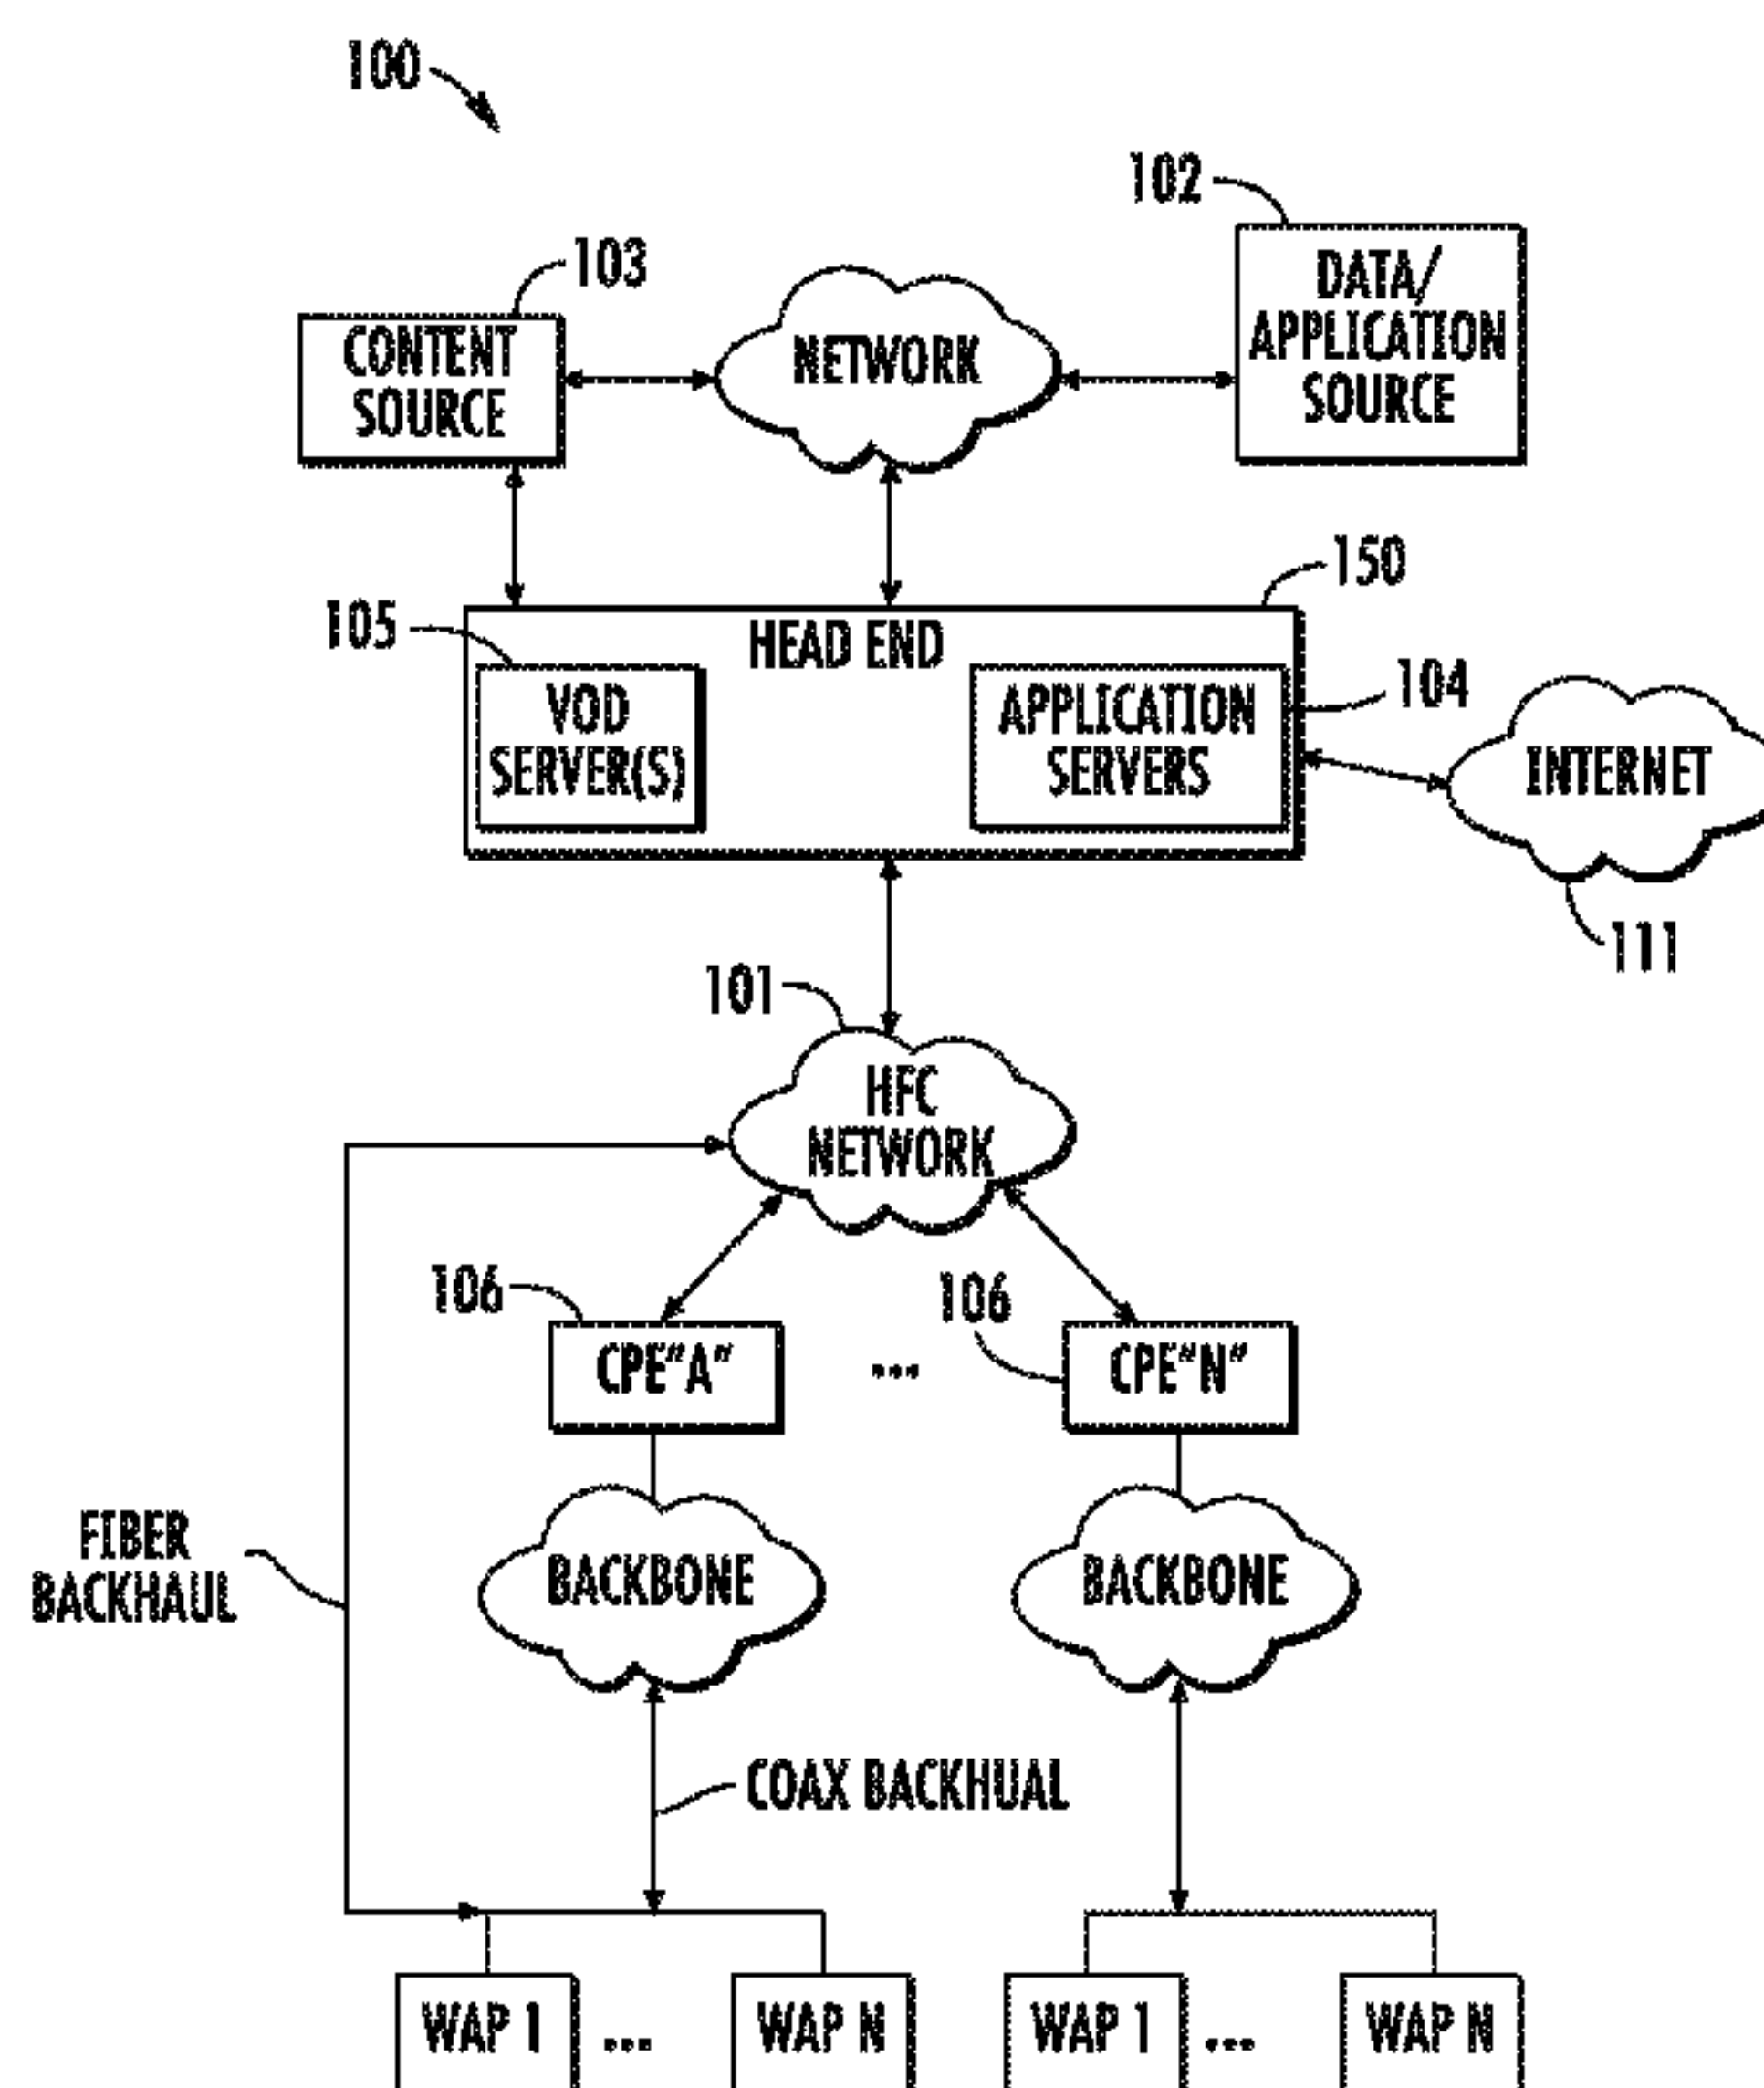 100
102
103
DATA/
APPLICATION
SOURCE
CONTENT
SOURCE
NETWORK
150
105
HEAD END
104
VOD
SERVER(S)
APPLICATION
SERVERS
INTERNET
111
101
HFC
NETWORK
106
106
CPE"A"
...
CPE"N"
FIBER
BACKHAUL
BACKBONE
BACKBONE
COAX BACKHUAL
WAP 1
...
WAP N
WAP 1
...
WAP N